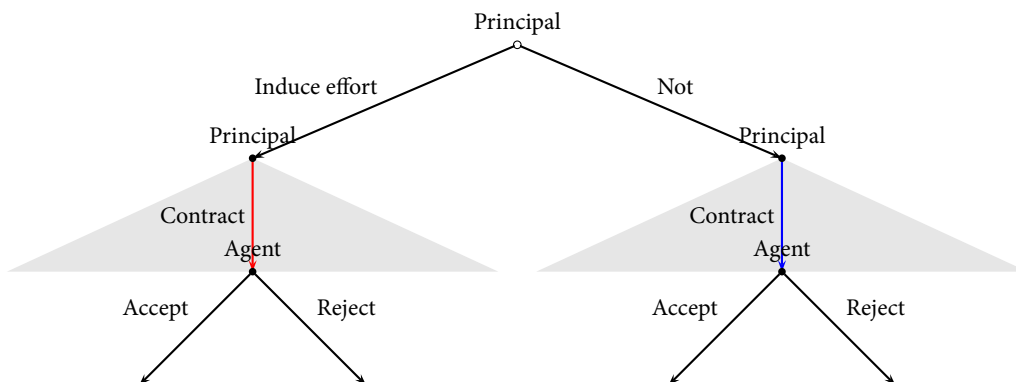 Principal
Induce effort
Not
Principal
Principal
Contract
Contract
Agent
Agent
Accept
Reject
Accept
Reject